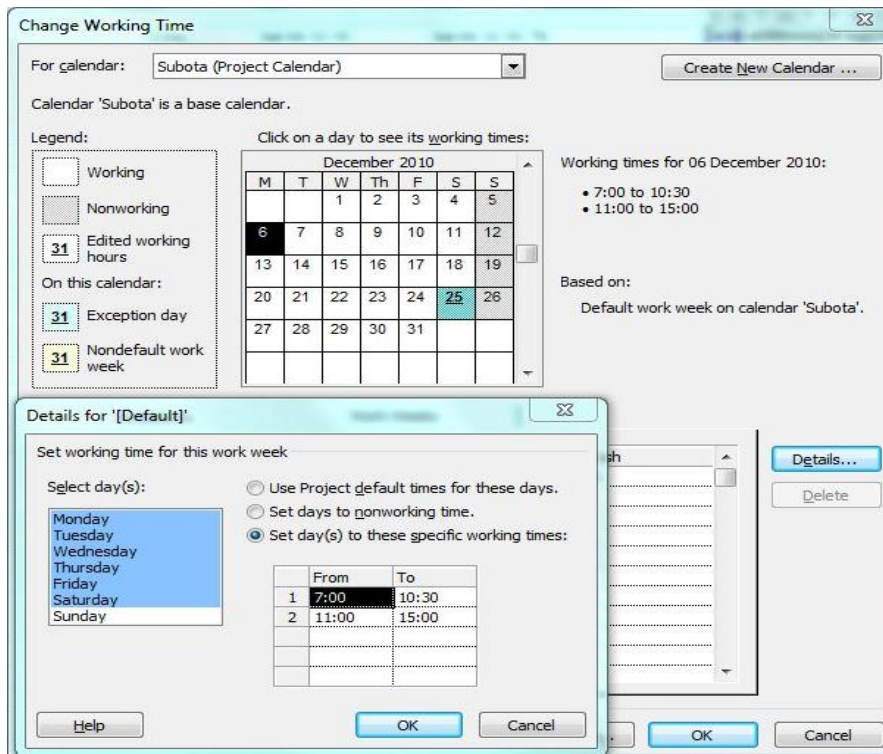 Change Working Time
For calendar: Subota (Project Calendar) Create New Calendar ...
Calendar 'Subota' is a base calendar.
Legend:
Working
Nonworking
31 Edited working hours
On this calendar:
31 Exception day
31 Nondefault work week
Click on a day to see its working times:
December 2010
M T W Th F S S
1 2 3 4 5
6 7 8 9 10 11 12
13 14 15 16 17 18 19
20 21 22 23 24 25 26
27 28 29 30 31
Working times for 06 December 2010:
• 7:00 to 10:30
• 11:00 to 15:00
Based on:
Default work week on calendar 'Subota'.
Details for '[Default]'
Set working time for this work week
Select day(s):
Monday
Tuesday
Wednesday
Thursday
Friday
Saturday
Sunday
Use Project default times for these days.
Set days to nonworking time.
Set day(s) to these specific working times:
From To
1 7:00 10:30
2 11:00 15:00
Help OK Cancel
sh
Details...
Delete
OK Cancel